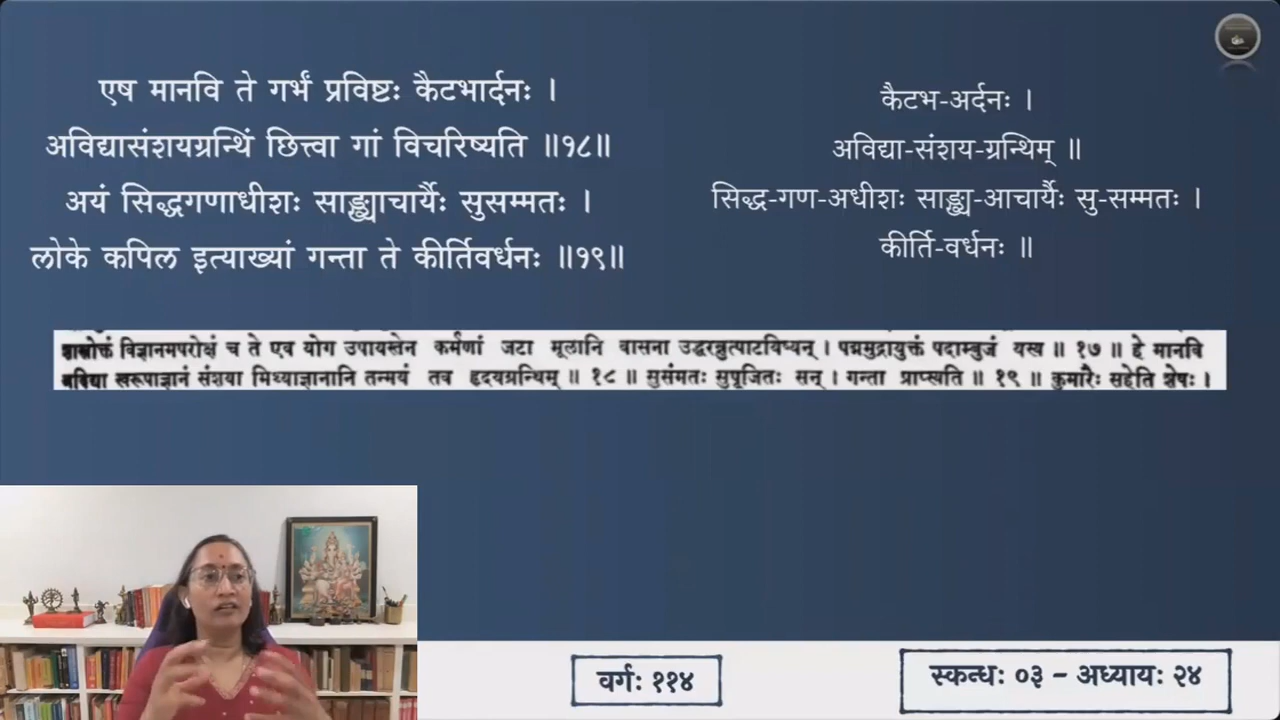 एष मानवि ते गर्भं प्रविष्टः कैटभार्दनः ।
अविद्यासंशयग्रन्थिं छित्त्वा गां विचरिष्यति ॥१८॥
अयं सिद्धगणाधीशः साङ्ख्याचार्यैः सुसम्मतः ।
लोके कपिल इत्याख्यां गन्ता ते कीर्तिवर्धनः ॥१९॥
कैटभ-अर्दनः ।
अविद्या-संशय-ग्रन्थिम् ॥
सिद्ध-गण-अधीशः साङ्ख्य-आचार्यैः सु-सम्मतः ।
कीर्ति-वर्धनः ॥
शास्त्रोक्तं विज्ञानमपरोक्षं च ते एव योग उपायस्तेन कर्मणां जटा मूलानि वासना उद्धरन्नुत्पाटयिष्यन् । पद्ममुद्रायुक्तं पदाम्बुजं यस्य ॥ १७ ॥ हे मानवि
अविद्या स्वरूपाज्ञानं संशया मिथ्याज्ञानानि तन्मयं तव हृदयग्रन्थिम् ॥ १८ ॥ सुसंमतः सुपूजितः सन् । गन्ता प्राप्स्यति ॥ १९ ॥ कुमारैः सहेति शेषः ।
वर्गः ११४
स्कन्धः ०३ – अध्यायः २४